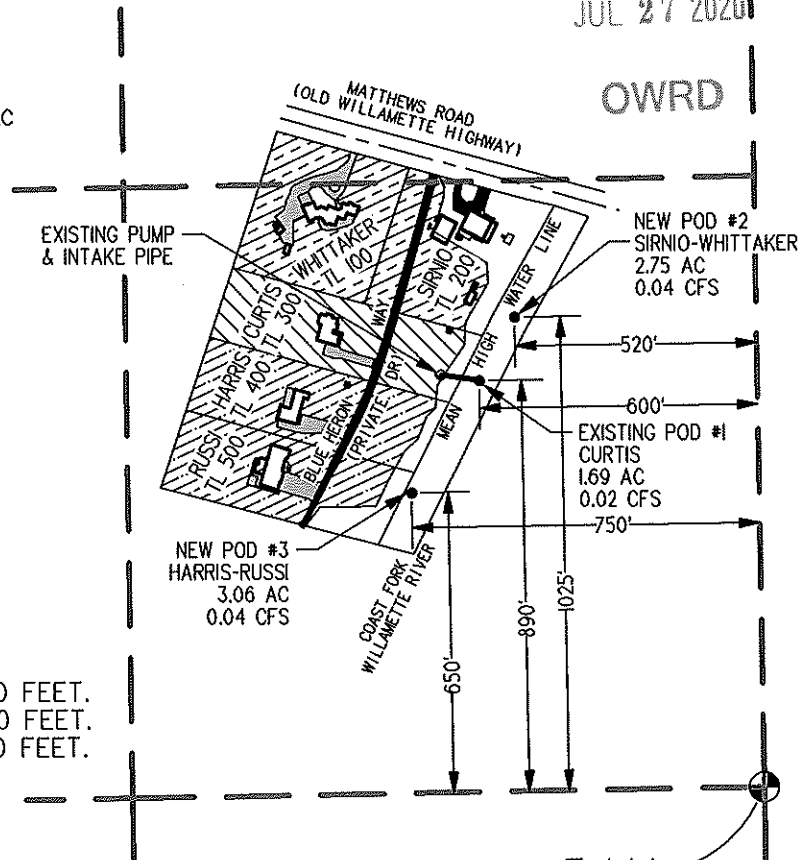 JUL 27 2020
OWRD
C
MATTHEWS ROAD
(OLD WILLAMETTE HIGHWAY)
EXISTING PUMP
& INTAKE PIPE
WHITTAKER
TL 100
SIRNIO
TL 200
CURTIS
TL 300
HARRIS
TL 400
RUSSI
TL 500
BLUE HERON WAY
(PRIVATE DR)
MEAN HIGH WATER LINE
NEW POD #2
SIRNIO-WHITTAKER
2.75 AC
0.04 CFS
520'
600'
EXISTING POD #1
CURTIS
1.69 AC
0.02 CFS
750'
NEW POD #3
HARRIS-RUSSI
3.06 AC
0.04 CFS
COAST FORK
WILLAMETTE RIVER
650'
890'
1025'
0 FEET.
0 FEET.
0 FEET.